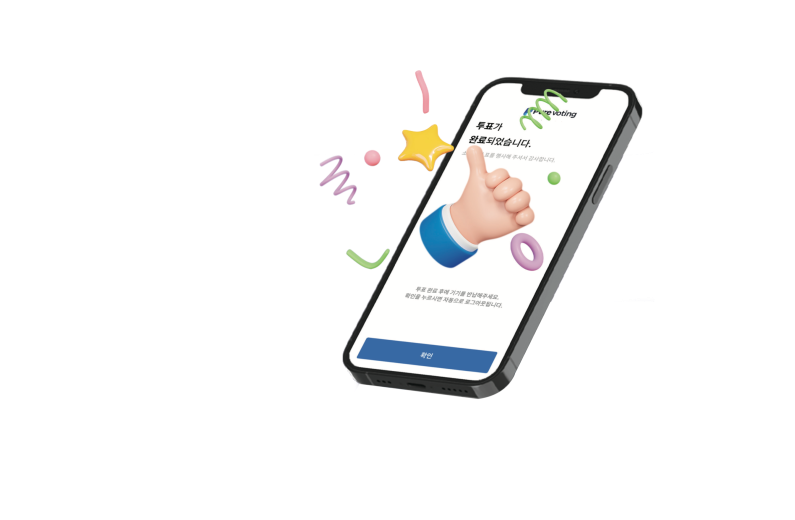 Pure voting
투표가
완료되었습니다.
투표를 행사해 주셔서 감사합니다.
투표 완료 후에 기기를 반납해주세요.
확인을 누르시면 자동으로 로그아웃됩니다.
확인